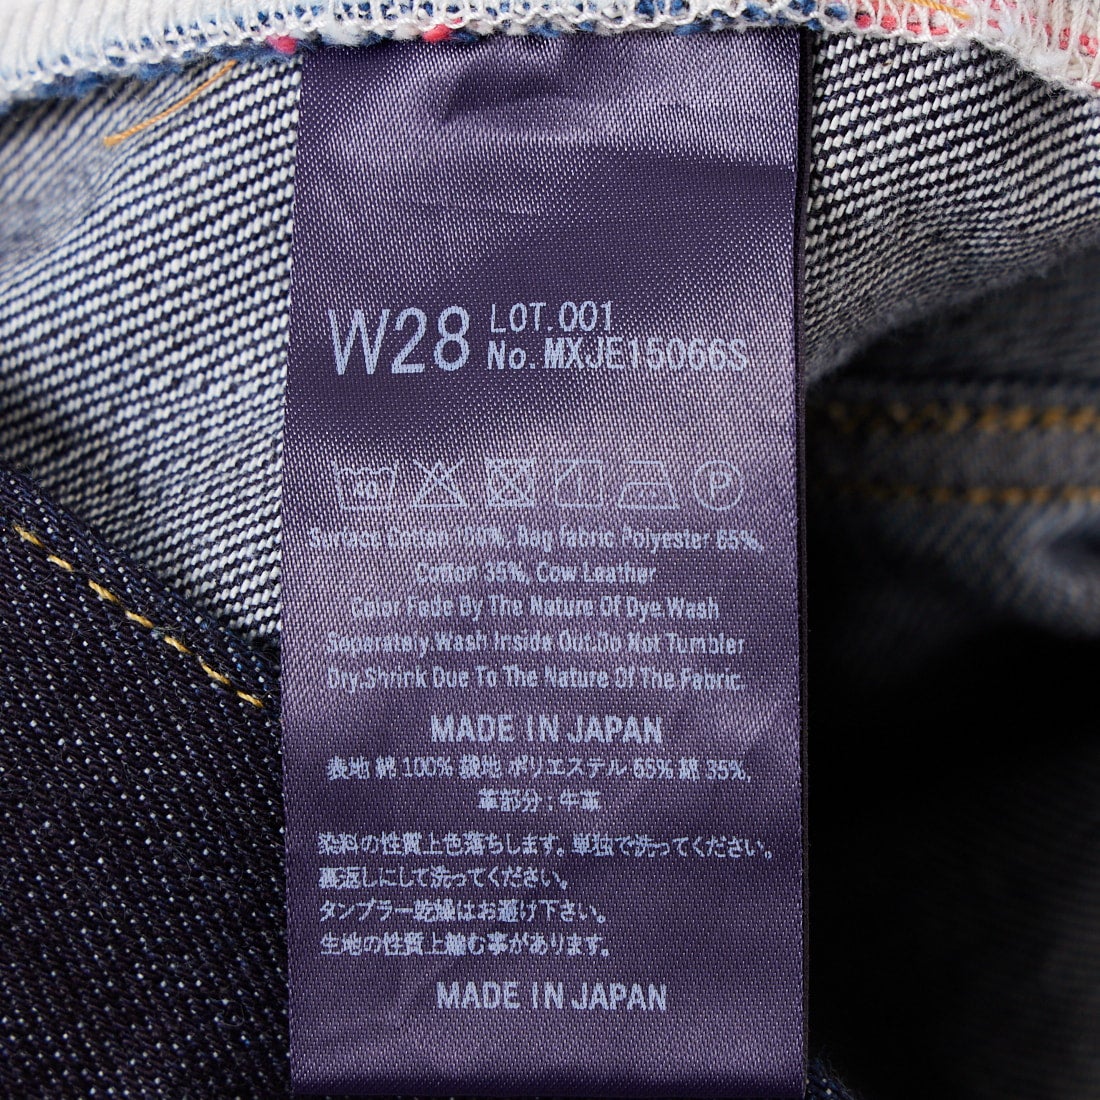 W28 LOT.001
No.MXJE15066S
40
P
Surface Cotton 100%, Bag fabric Polyester 65%,
Cotton 35%, Cow Leather
Color Fade By The Nature Of Dye Wash
Seperately.Wash Inside Out.Do Not Tumbler
Dry.Shrink Due To The Nature Of The Fabric.
MADE IN JAPAN
表地 綿 100% 袋地 ポリエステル 65% 綿 35%,
革部分 : 牛革
染料の性質上色落ちします。単独で洗ってください。
裏返しにして洗ってください。
タンブラー乾燥はお避け下さい。
生地の性質上縮む事があります。
MADE IN JAPAN